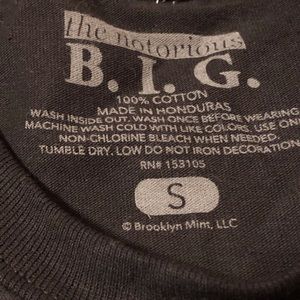 the notorious
B. I. G.
100% COTTON
MADE IN HONDURAS
WASH INSIDE OUT. WASH ONCE BEFORE WEARING
MACHINE WASH COLD WITH LIKE COLORS. USE ONL
NON-CHLORINE BLEACH WHEN NEEDED.
TUMBLE DRY. LOW DO NOT IRON DECORATION
RN# 153105
S
© Brooklyn Mint, LLC